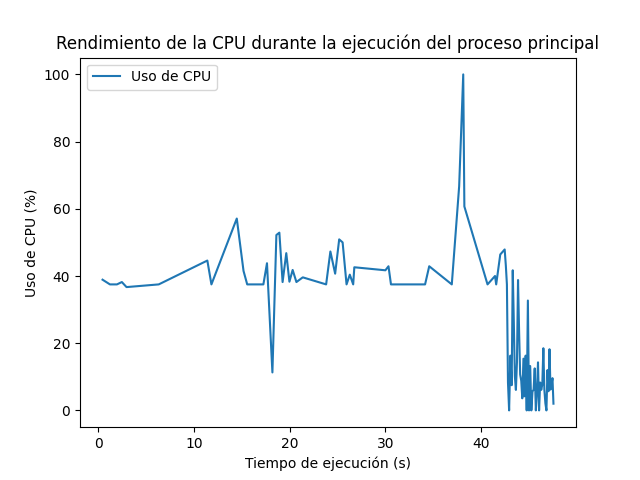 Rendimiento de la CPU durante la ejecución del proceso principal
Uso de CPU
Uso de CPU (%)
100
80
60
40
20
0
0 10 20 30 40
Tiempo de ejecución (s)